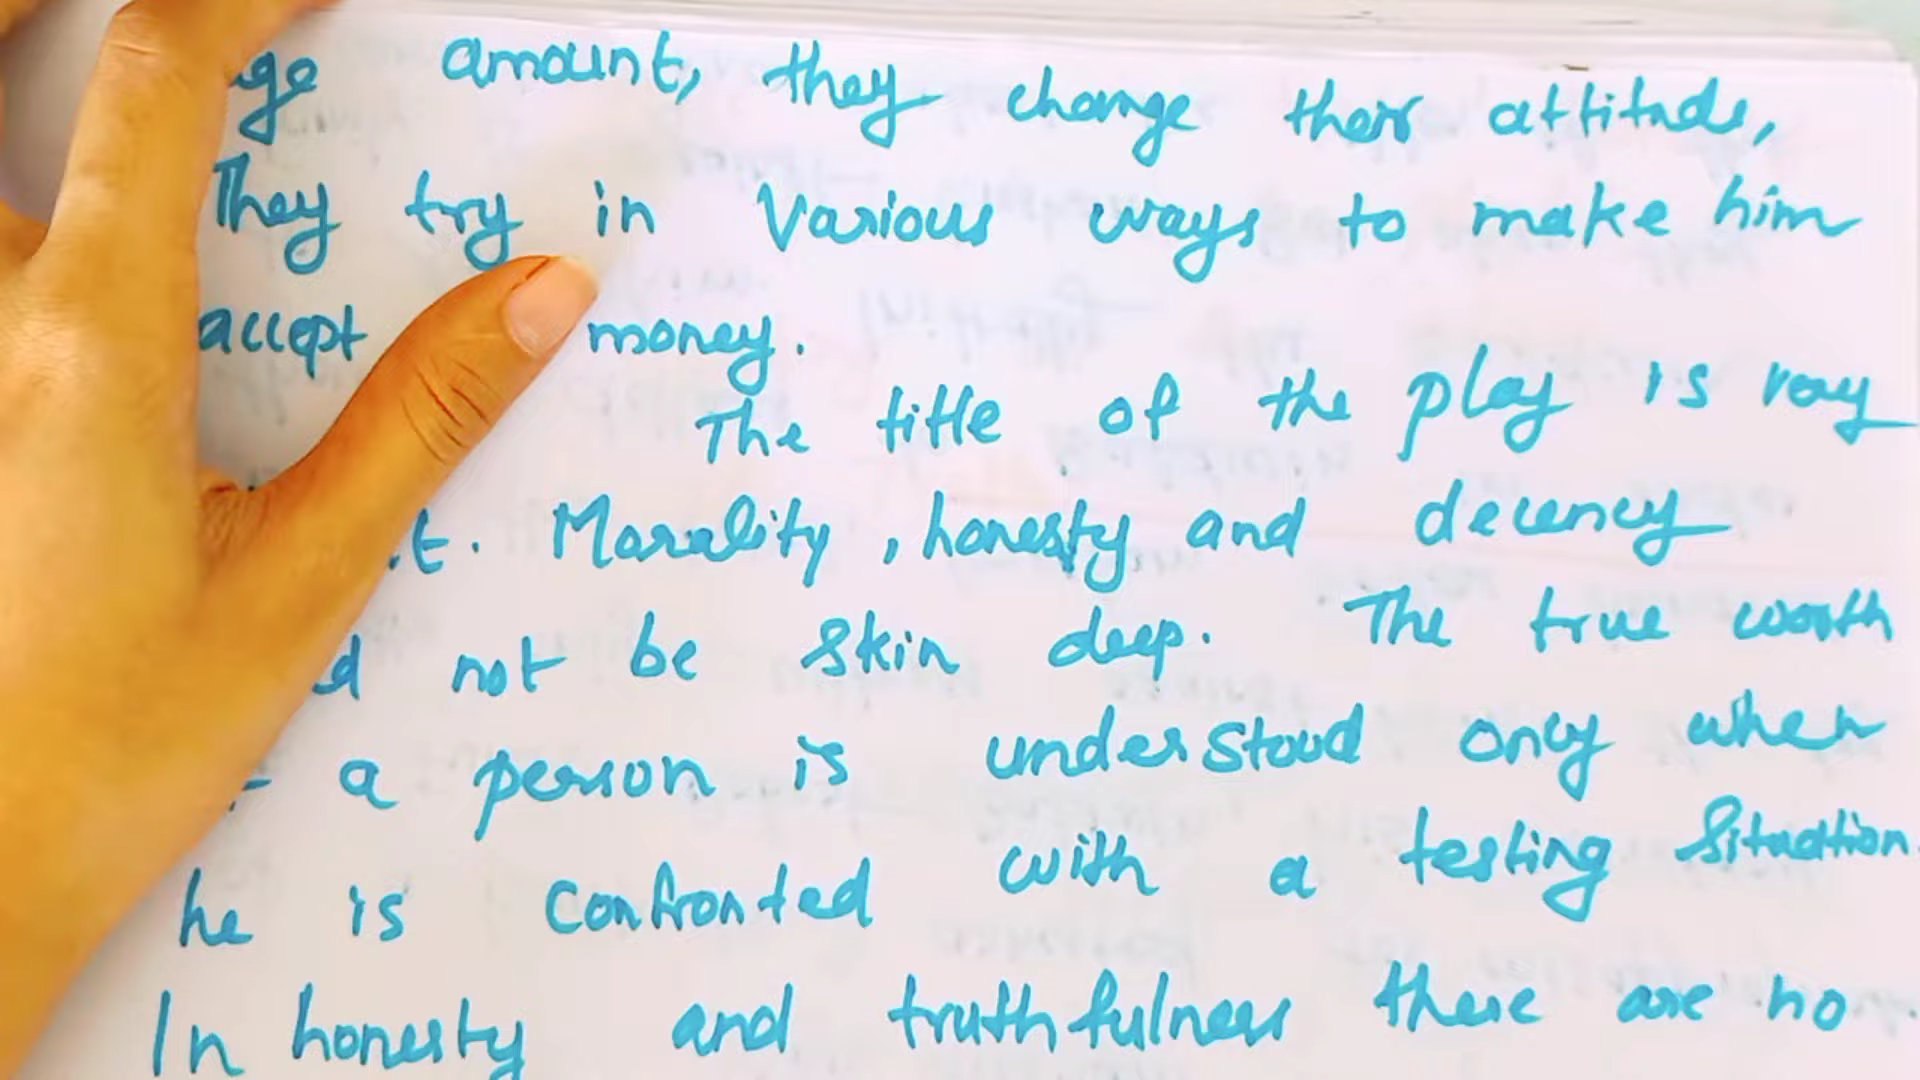 amount, they change their attitude,
They try in Various ways to make him
accept money.
The title of the play is very
Morality, honesty and decency
not be skin deep. The true worth
a person is understood only when
he is confronted with a testing situation.
In honesty and truthfulness there are no